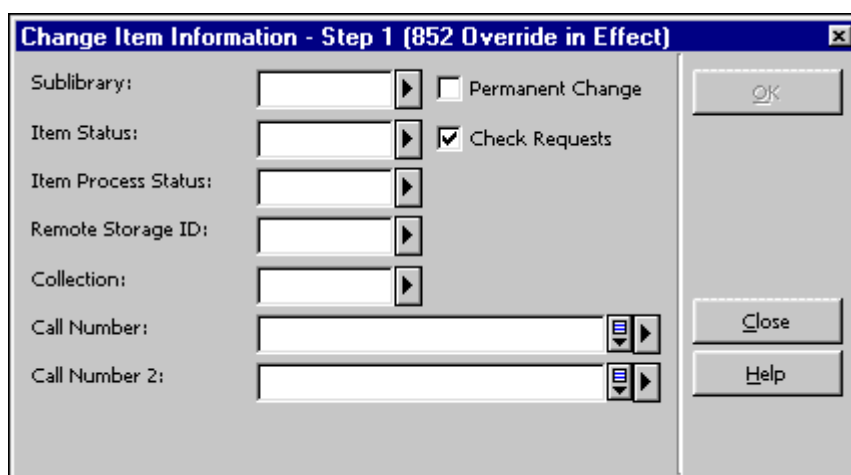 Change Item Information - Step 1 (852 Override in Effect)
Sublibrary:
Permanent Change
OK
Item Status:
Check Requests
Item Process Status:
Remote Storage ID:
Collection:
Call Number:
Close
Call Number 2:
Help